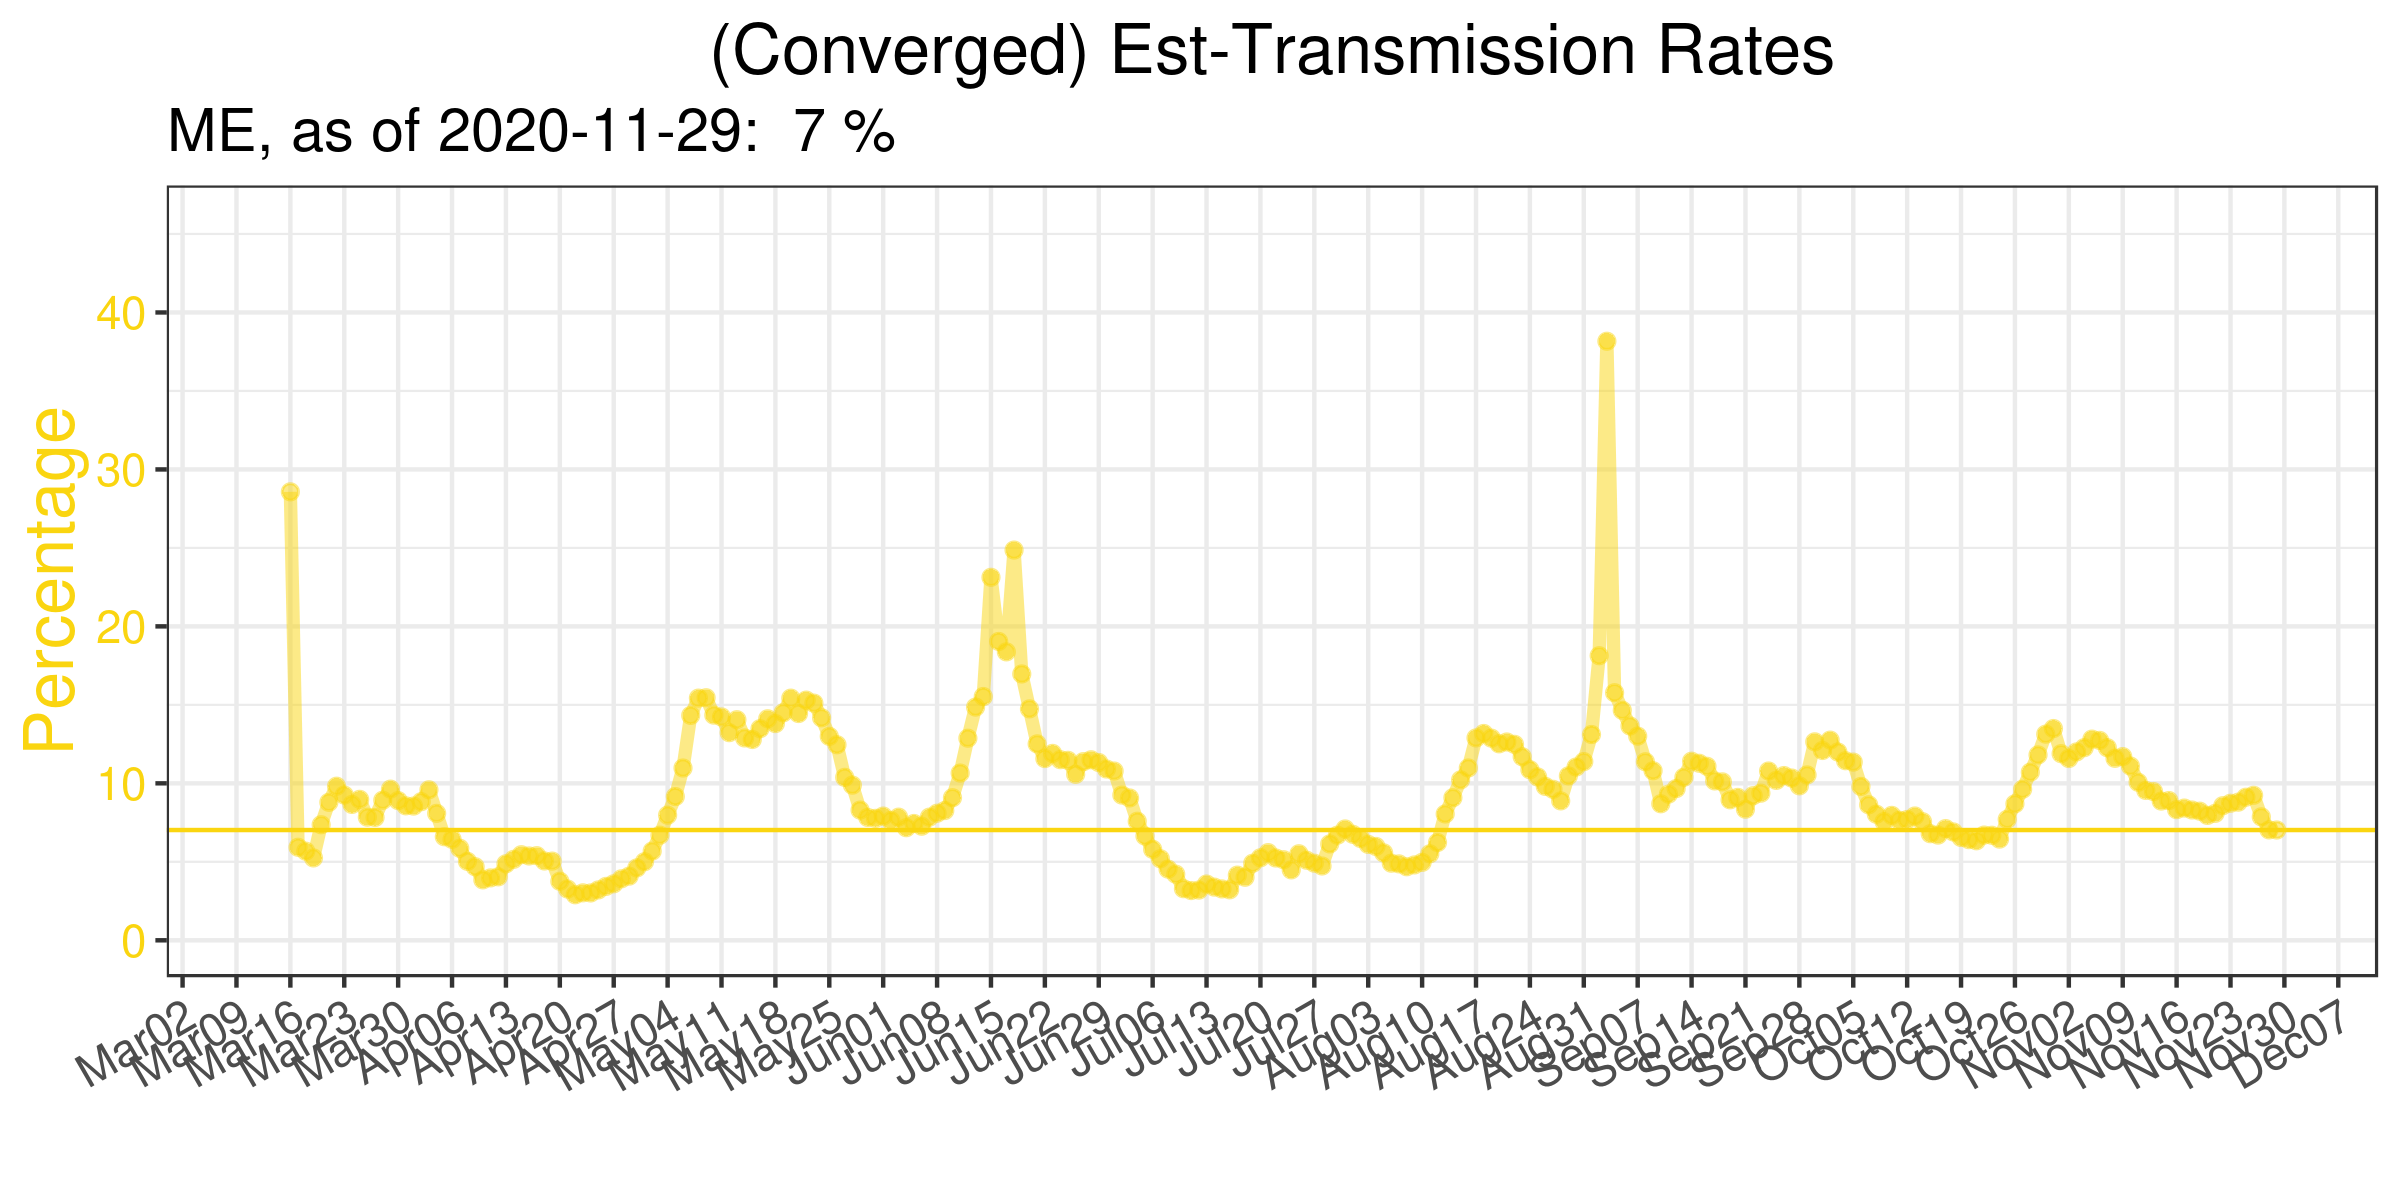 (Converged) Est-Transmission Rates
ME, as of 2020-11-29:  7 %
Percentage
40
30
20
10
0
Mar02
Mar09
Mar16
Mar23
Mar30
Apr06
Apr13
Apr20
Apr27
May04
May11
May18
May25
Jun01
Jun08
Jun15
Jun22
Jun29
Jul06
Jul13
Jul20
Jul27
Aug03
Aug10
Aug17
Aug24
Aug31
Sep07
Sep14
Sep21
Sep28
Oct05
Oct12
Oct19
Oct26
Nov02
Nov09
Nov16
Nov23
Nov30
Dec07